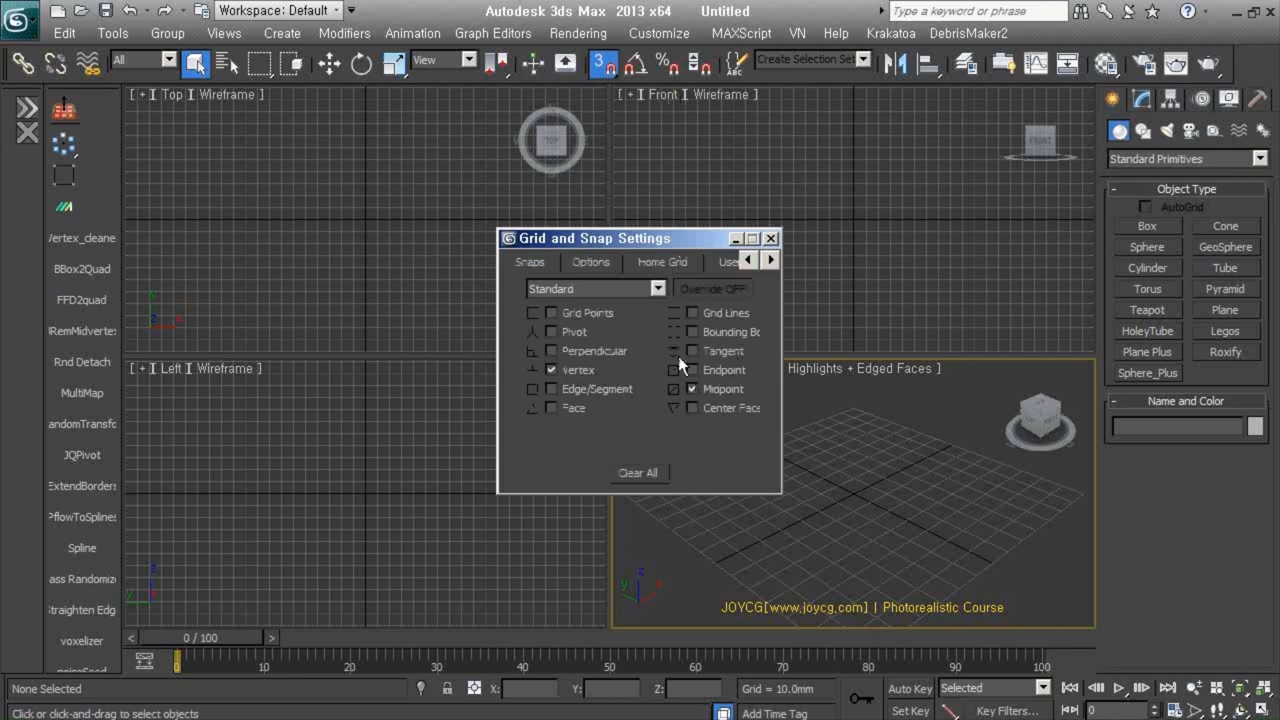 Workspace: Default
Autodesk 3ds Max 2013 x64 Untitled
Type a keyword or phrase
Edit Tools Group Views Create Modifiers Animation Graph Editors Rendering Customize MAXScript VN Help Krakatoa DebrisMaker2
All
View
3
Create Selection Set
[ + ] Top ] Wireframe ]
TOP
[ + ] Front ] Wireframe ]
FRONT
Standard Primitives
- Object Type
AutoGrid
Box Cone
Sphere GeoSphere
Cylinder Tube
Torus Pyramid
Teapot Plane
HoleyTube Legos
Plane Plus Roxify
Sphere_Plus
- Name and Color
/ertex_cleane
BBox2Quad
FFD2quad
RemMidverte:
Rnd Detach
MultiMap
andomTransfo
JQPivot
ExtendBorders
PflowToSplines
Spline
ass Randomiz
traighten Edg
voxelizer
Grid and Snap Settings
Snaps Options Home Grid User
Standard
Override OFF
Grid Points Grid Lines
Pivot Bounding Bo
Perpendicular Tangent
Vertex Endpoint
Edge/Segment Midpoint
Face Center Face
Clear All
[ + ] Left ] Wireframe ]
Highlights + Edged Faces ]
z
y
z
y
x
JOYCG[www.joycg.com] | Photorealistic Course
< 0 / 100 >
0 10 20 30 40 50 60 70 80 90 100
None Selected
X: Y: Z:
Grid = 10.0mm
Auto Key
Selected
Click or click-and-drag to select objects
Add Time Tag
Set Key
Key Filters...
0